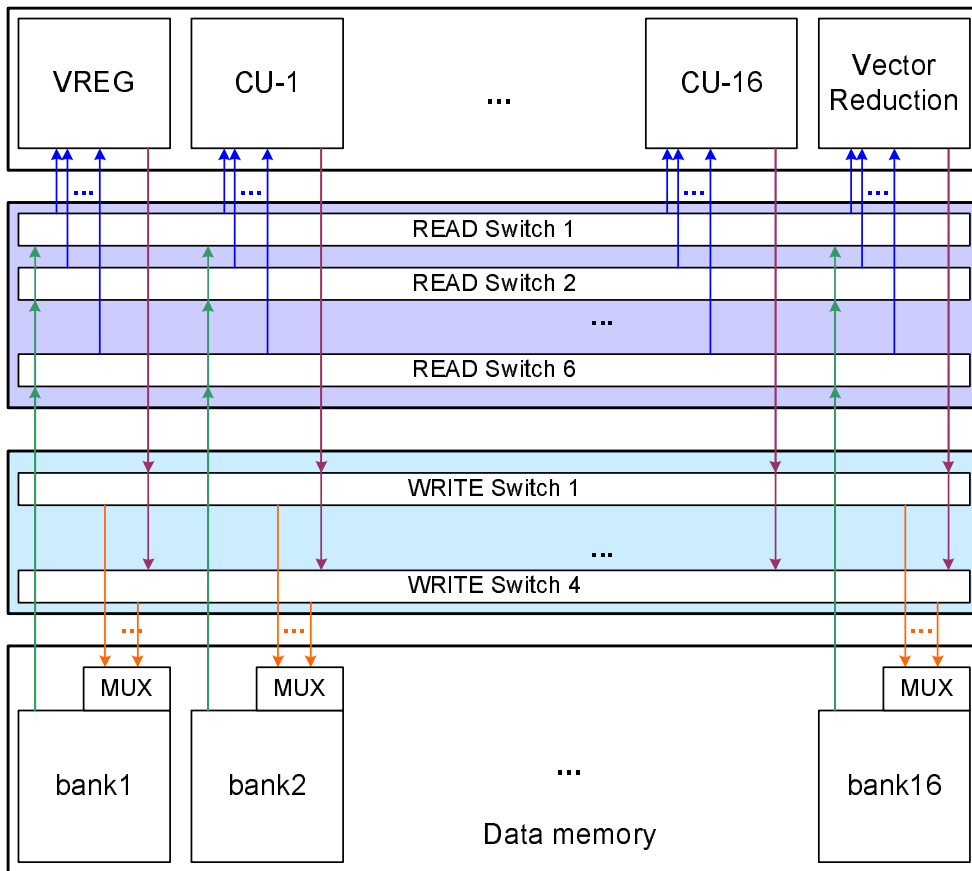 VREG
CU-1
...
CU-16
Vector
Reduction
...
...
...
...
READ Switch 1
READ Switch 2
...
READ Switch 6
WRITE Switch 1
...
WRITE Switch 4
...
...
...
MUX
MUX
MUX
bank1
bank2
...
bank16
Data memory